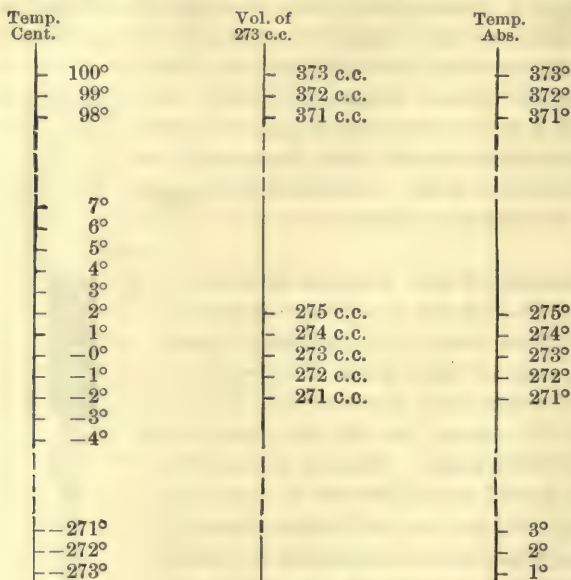 Temp. Cent. Vol. of 273 c.c. Temp. Abs.
100° 373 c.c. 373°
99° 372 c.c. 372°
98° 371 c.c. 371°
7°
6°
5°
4°
3°
2° 275 c.c. 275°
1° 274 c.c. 274°
−0° 273 c.c. 273°
−1° 272 c.c. 272°
−2° 271 c.c. 271°
−3°
−4°
−271° 3°
−272° 2°
−273° 1°